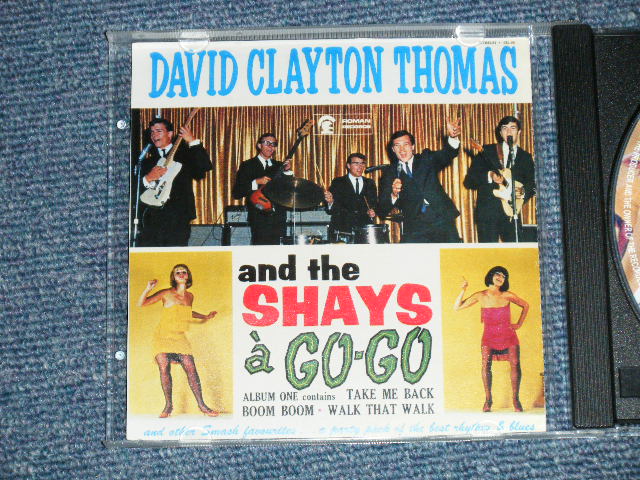 DAVID CLAYTON THOMAS
ROMAN
RECORDS
and the
SHAYS
à GO-GO
ALBUM ONE contains TAKE ME BACK
BOOM BOOM · WALK THAT WALK
and other Smash favourites... a party pack of the best rhythm & blues